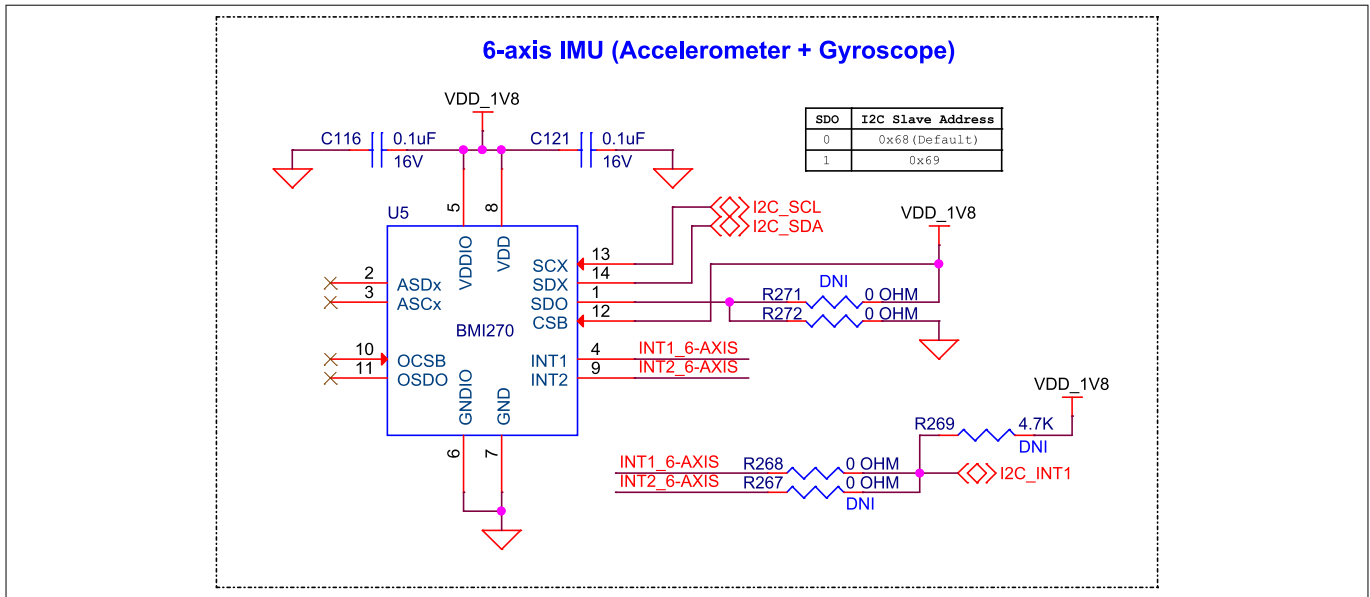 6-axis IMU (Accelerometer + Gyroscope)
VDD_1V8
C116 0.1uF 16V
C121 0.1uF 16V
SDO I2C Slave Address
0 0x68(Default)
1 0x69
U5
5 VDDIO
8 VDD
I2C_SCL
I2C_SDA
VDD_1V8
2 ASDx
3 ASCx
10 OCSB
11 OSDO
BMI270
SCX 13
SDX 14
SDO 1
CSB 12
INT1 4 INT1_6-AXIS
INT2 9 INT2_6-AXIS
GNDIO 6
GND 7
DNI
R271 0 OHM
R272 0 OHM
VDD_1V8
R269 4.7K
DNI
INT1_6-AXIS R268 0 OHM
INT2_6-AXIS R267 0 OHM
DNI
I2C_INT1